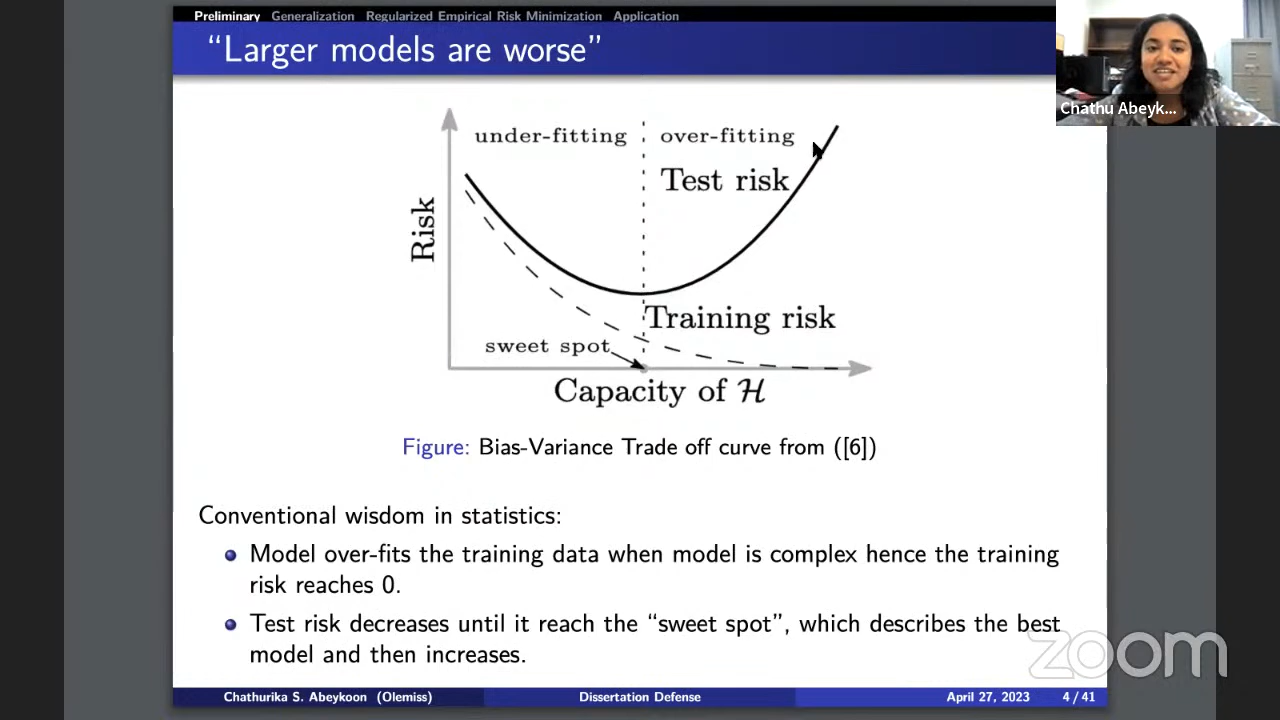 Preliminary Generalization Regularized Empirical Risk Minimization Application
“Larger models are worse”
Chathu Abeyk...
under-fitting
over-fitting
Test risk
Risk
Training risk
sweet spot
Capacity of ℋ
Figure: Bias-Variance Trade off curve from ([6])
Conventional wisdom in statistics:
Model over-fits the training data when model is complex hence the training
risk reaches 0.
Test risk decreases until it reach the “sweet spot”, which describes the best
model and then increases.
zoom
Chathurika S. Abeykoon (Olemiss) Dissertation Defense April 27, 2023 4 / 41